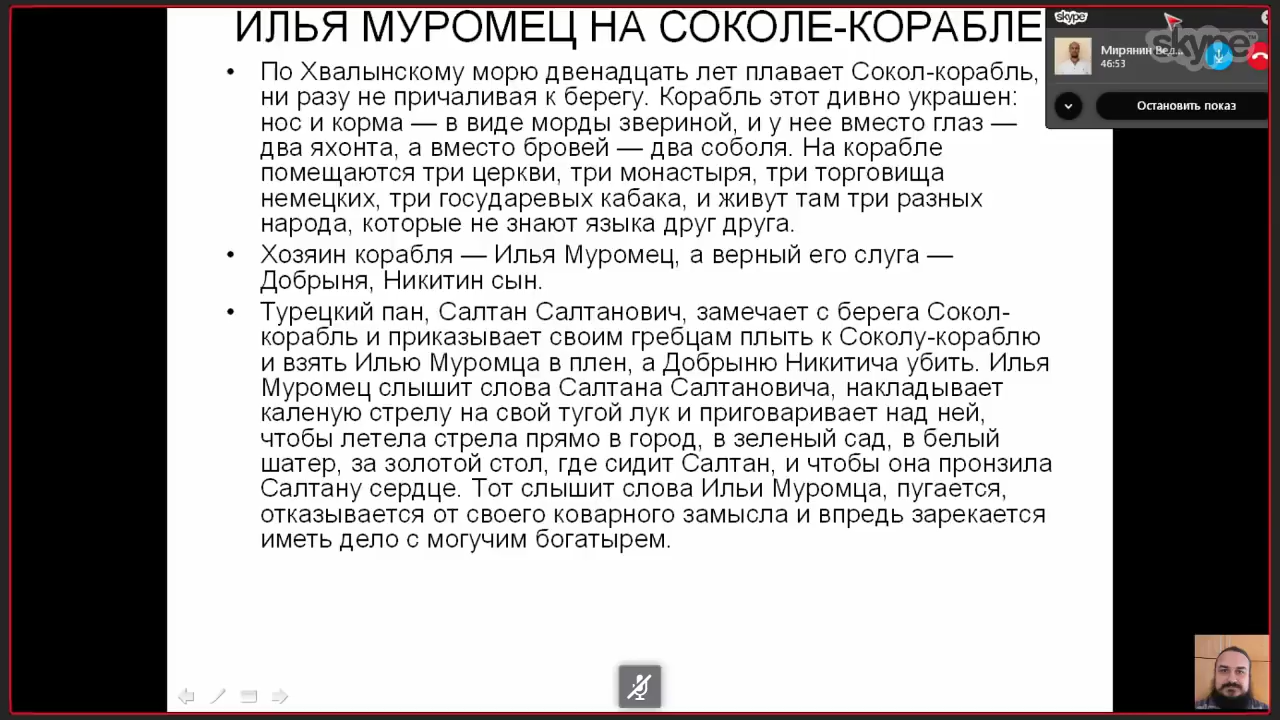 ИЛЬЯ МУРОМЕЦ НА СОКОЛЕ-КОРАБЛЕ
• По Хвалынскому морю двенадцать лет плавает Сокол-корабль,
ни разу не причаливая к берегу. Корабль этот дивно украшен:
нос и корма — в виде морды звериной, и у нее вместо глаз —
два яхонта, а вместо бровей — два соболя. На корабле
помещаются три церкви, три монастыря, три торговища
немецких, три государевых кабака, и живут там три разных
народа, которые не знают языка друг друга.
• Хозяин корабля — Илья Муромец, а верный его слуга —
Добрыня, Никитин сын.
• Турецкий пан, Салтан Салтанович, замечает с берега Сокол-
корабль и приказывает своим гребцам плыть к Соколу-кораблю
и взять Илью Муромца в плен, а Добрыню Никитича убить. Илья
Муромец слышит слова Салтана Салтановича, накладывает
каленую стрелу на свой тугой лук и приговаривает над ней,
чтобы летела стрела прямо в город, в зеленый сад, в белый
шатер, за золотой стол, где сидит Салтан, и чтобы она пронзила
Салтану сердце. Тот слышит слова Ильи Муромца, пугается,
отказывается от своего коварного замысла и впредь зарекается
иметь дело с могучим богатырем.
skype
skype
Мирянин Вед...
46:53
Остановить показ